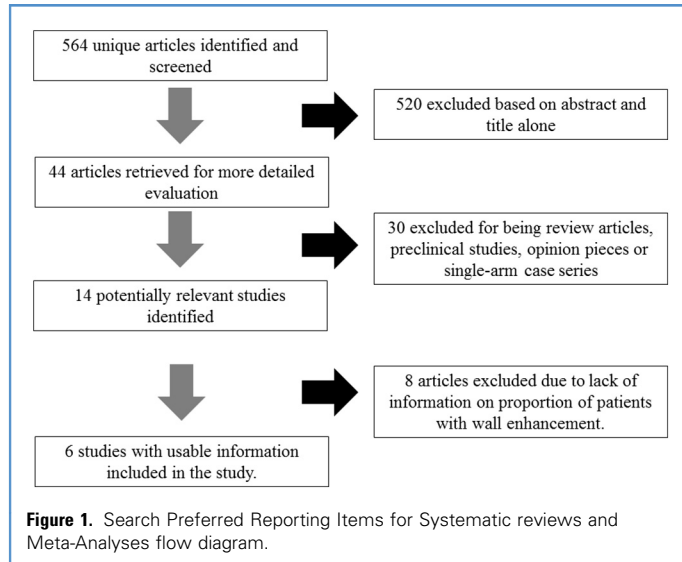 564 unique articles identified and
screened
520 excluded based on abstract and
title alone
44 articles retrieved for more detailed
evaluation
30 excluded for being review articles,
preclinical studies, opinion pieces or
single-arm case series
14 potentially relevant studies
identified
8 articles excluded due to lack of
information on proportion of patients
with wall enhancement.
6 studies with usable information
included in the study.
Figure 1. Search Preferred Reporting Items for Systematic reviews and
Meta-Analyses flow diagram.